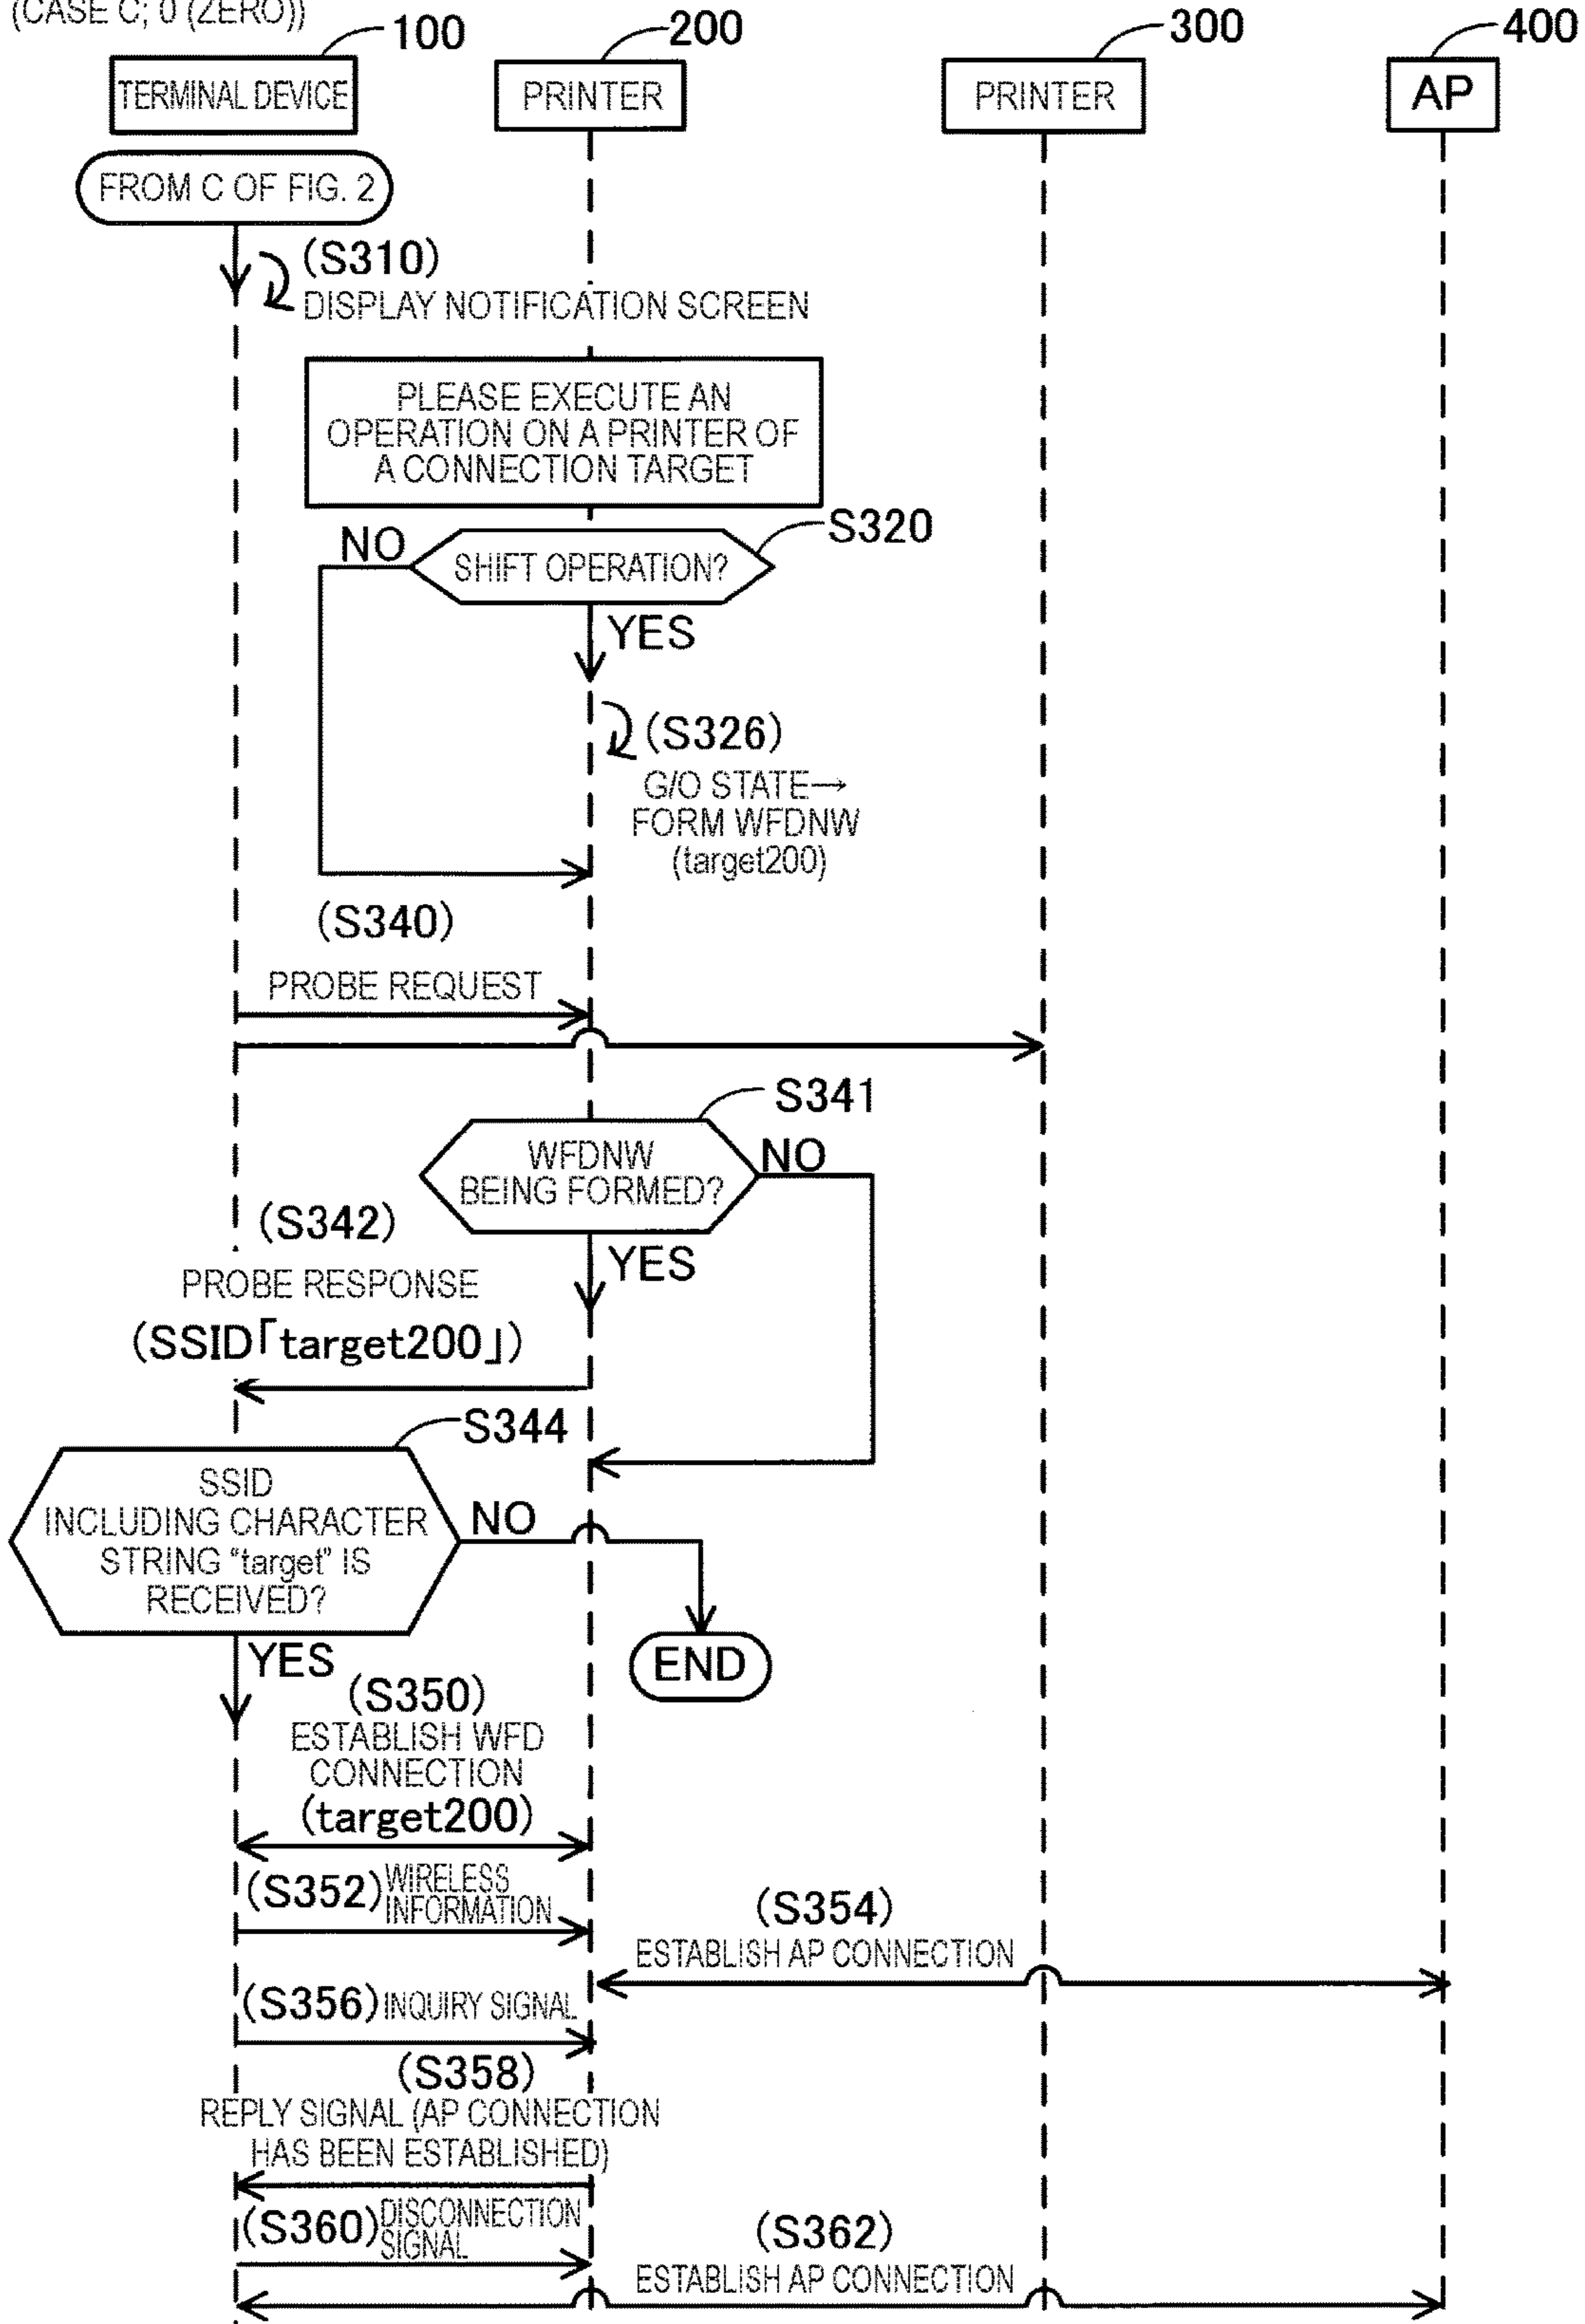 (CASE C; 0 (ZERO))
100
200
300
400
TERMINAL DEVICE
PRINTER
PRINTER
AP
FROM C OF FIG. 2
(S310)
DISPLAY NOTIFICATION SCREEN
PLEASE EXECUTE AN
OPERATION ON A PRINTER OF
A CONNECTION TARGET
S320
NO
SHIFT OPERATION?
YES
(S326)
G/O STATE→
FORM WFDNW
(target200)
(S340)
PROBE REQUEST
S341
WFDNW
BEING FORMED?
NO
YES
(S342)
PROBE RESPONSE
(SSID「target200」)
S344
SSID
INCLUDING CHARACTER
STRING “target” IS
RECEIVED?
NO
YES
END
(S350)
ESTABLISH WFD
CONNECTION
(target200)
(S352) WIRELESS
INFORMATION
(S354)
ESTABLISH AP CONNECTION
(S356) INQUIRY SIGNAL
(S358)
REPLY SIGNAL (AP CONNECTION
HAS BEEN ESTABLISHED)
(S360) DISCONNECTION
SIGNAL
(S362)
ESTABLISH AP CONNECTION